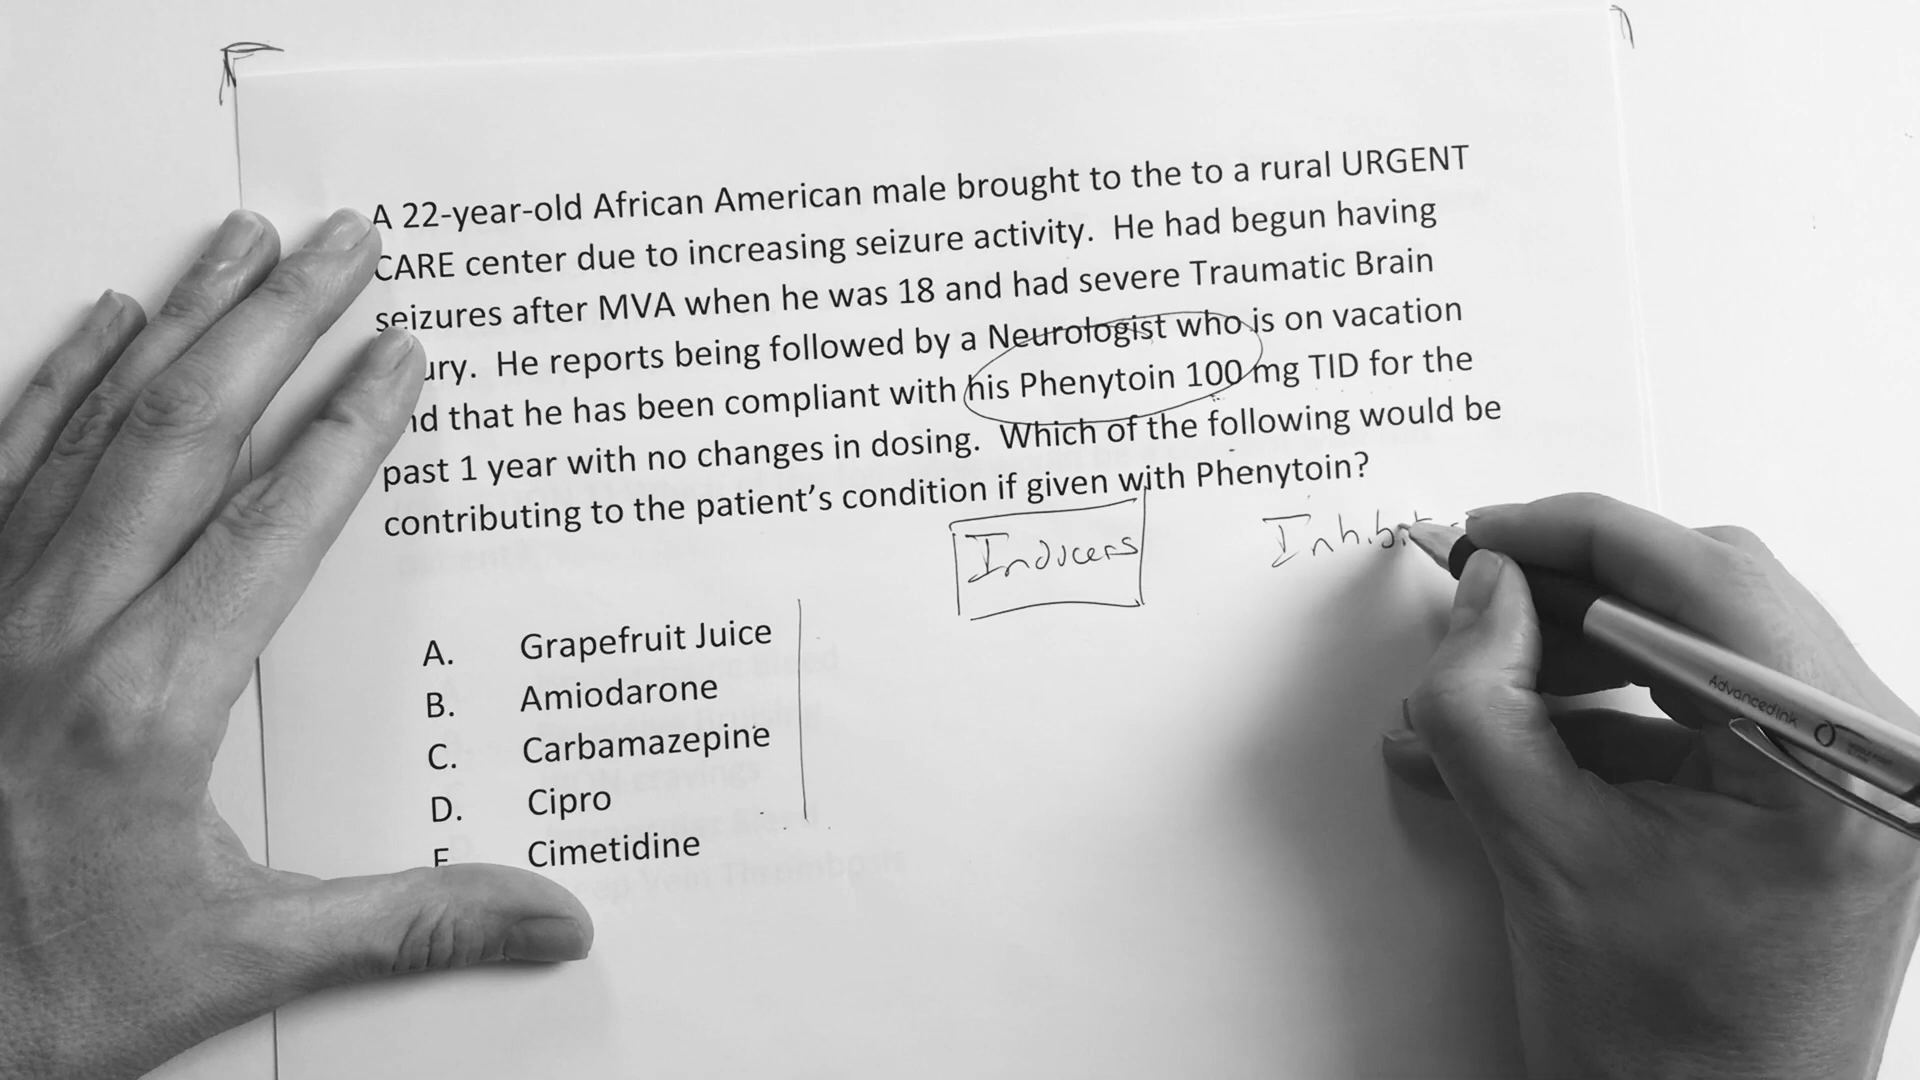 A 22-year-old African American male brought to the to a rural URGENT
CARE center due to increasing seizure activity. He had begun having
seizures after MVA when he was 18 and had severe Traumatic Brain
ury. He reports being followed by a Neurologist who is on vacation
nd that he has been compliant with his Phenytoin 100 mg TID for the
past 1 year with no changes in dosing. Which of the following would be
contributing to the patient's condition if given with Phenytoin?
Inducers Inhibit
A. Grapefruit Juice
B. Amiodarone
C. Carbamazepine
D. Cipro
E Cimetidine
AdvancedInk